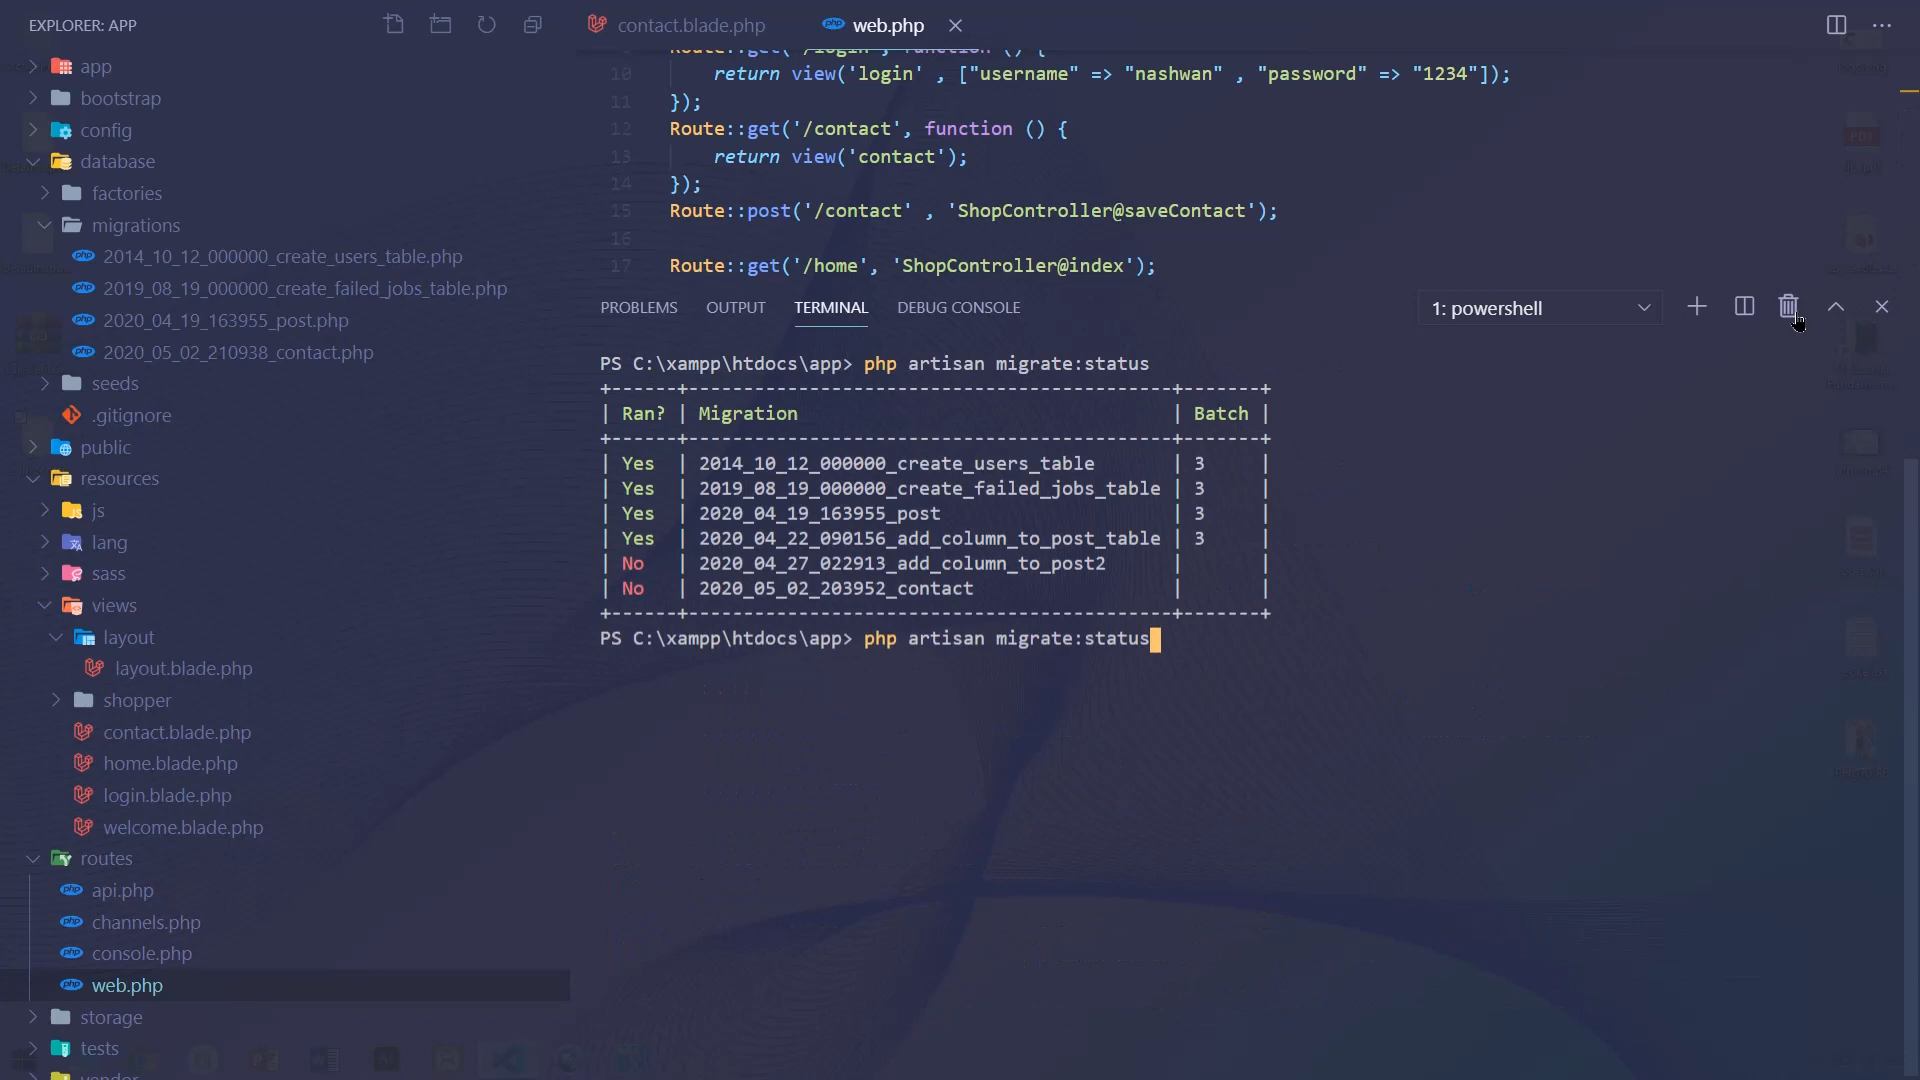 EXPLORER: APP
app
bootstrap
config
database
factories
migrations
2014_10_12_000000_create_users_table.php
2019_08_19_000000_create_failed_jobs_table.php
2020_04_19_163955_post.php
2020_05_02_210938_contact.php
seeds
.gitignore
public
resources
js
lang
sass
views
layout
layout.blade.php
shopper
contact.blade.php
home.blade.php
login.blade.php
welcome.blade.php
routes
api.php
channels.php
console.php
web.php
storage
tests
vendor
contact.blade.php web.php
Route::get('/login', function () {
10 return view('login' , ["username" => "nashwan" , "password" => "1234"]);
11 });
12 Route::get('/contact', function () {
13 return view('contact');
14 });
15 Route::post('/contact' , 'ShopController@saveContact');
16
17 Route::get('/home', 'ShopController@index');
PROBLEMS OUTPUT TERMINAL DEBUG CONSOLE 1: powershell
PS C:\xampp\htdocs\app> php artisan migrate:status
+------+-------------------------------------------+-------+
| Ran? | Migration | Batch |
+------+-------------------------------------------+-------+
| Yes | 2014_10_12_000000_create_users_table | 3 |
| Yes | 2019_08_19_000000_create_failed_jobs_table | 3 |
| Yes | 2020_04_19_163955_post | 3 |
| Yes | 2020_04_22_090156_add_column_to_post_table | 3 |
| No | 2020_04_27_022913_add_column_to_post2 | |
| No | 2020_05_02_203952_contact | |
+------+-------------------------------------------+-------+
PS C:\xampp\htdocs\app> php artisan migrate:status